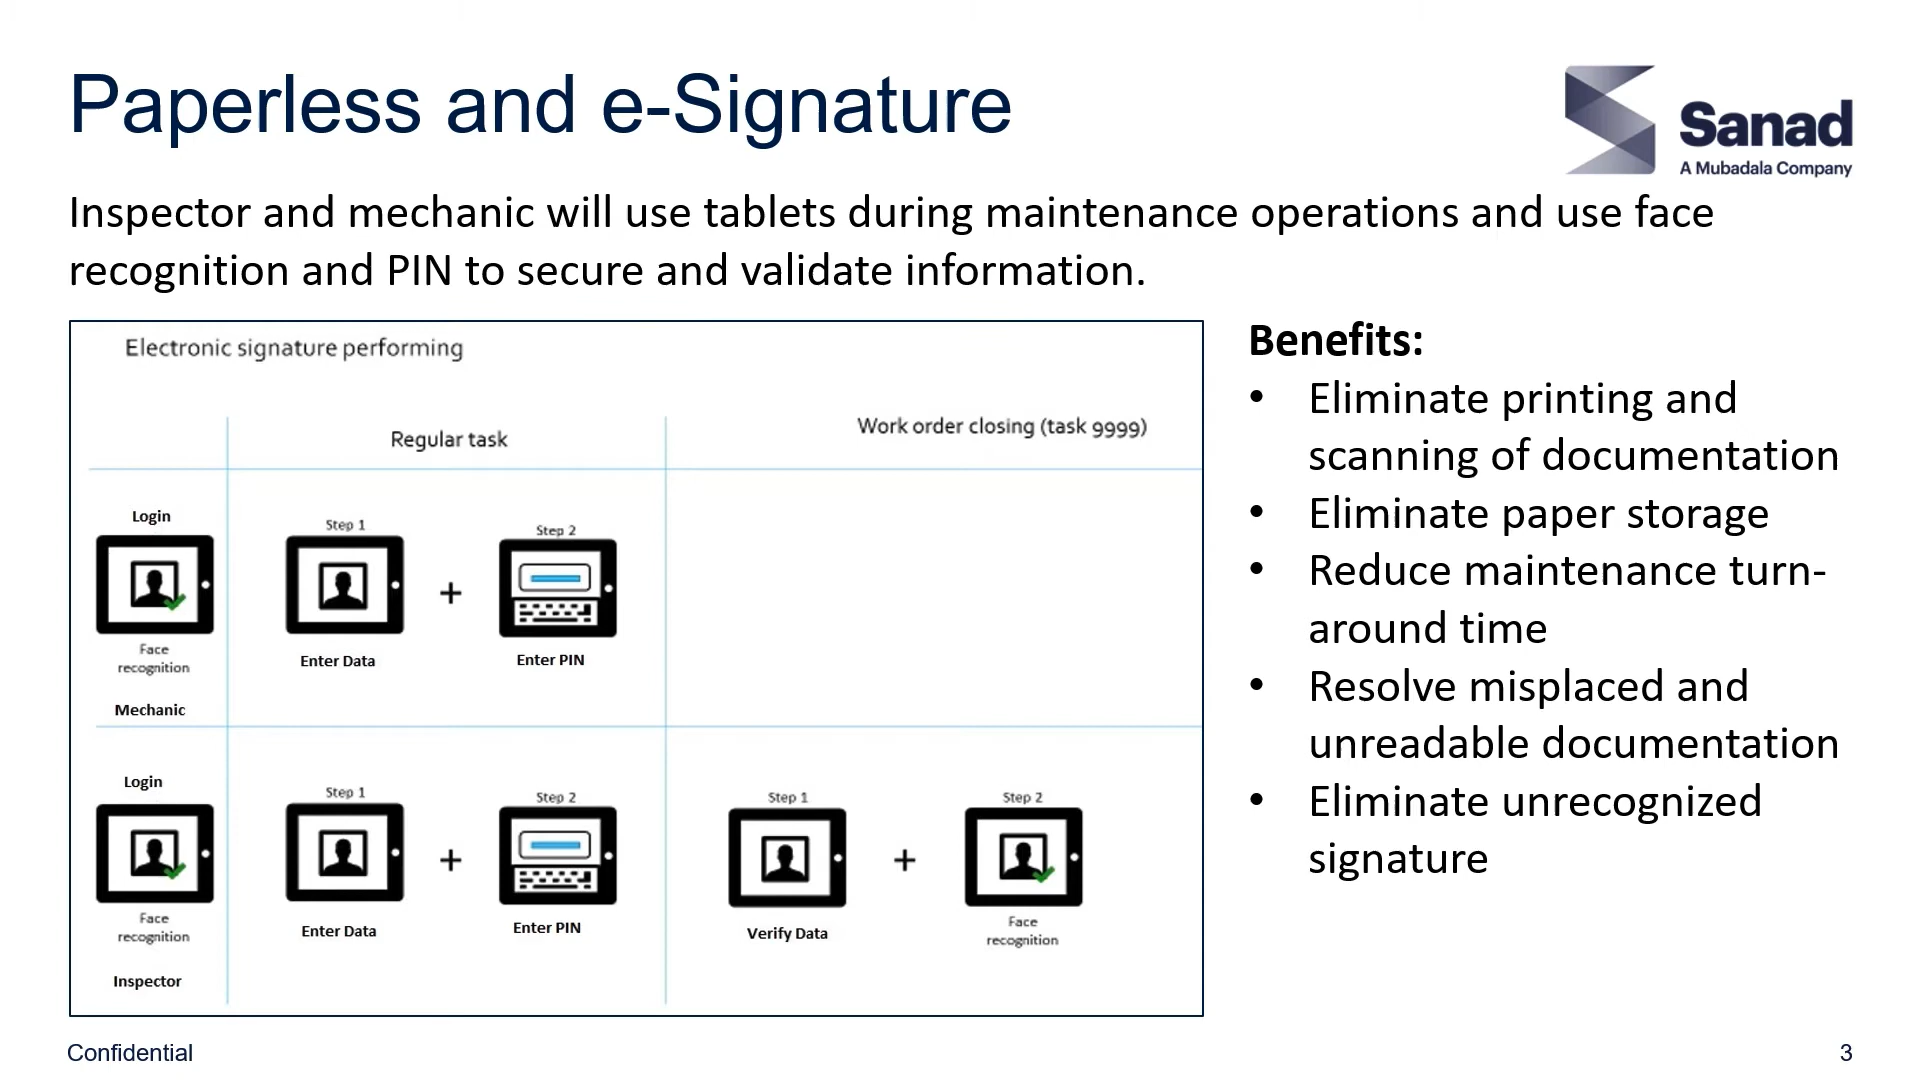 Paperless and e-Signature
Sanad
A Mubadala Company
Inspector and mechanic will use tablets during maintenance operations and use face
recognition and PIN to secure and validate information.
Electronic signature performing
Regular task
Work order closing (task 9999)
Login
Face
recognition
Mechanic
Step 1
Enter Data
+
Step 2
Enter PIN
Login
Face
recognition
Inspector
Step 1
Enter Data
+
Step 2
Enter PIN
Step 1
Verify Data
+
Step 2
Face
recognition
Benefits:
• Eliminate printing and
scanning of documentation
• Eliminate paper storage
• Reduce maintenance turn-
around time
• Resolve misplaced and
unreadable documentation
• Eliminate unrecognized
signature
Confidential
3